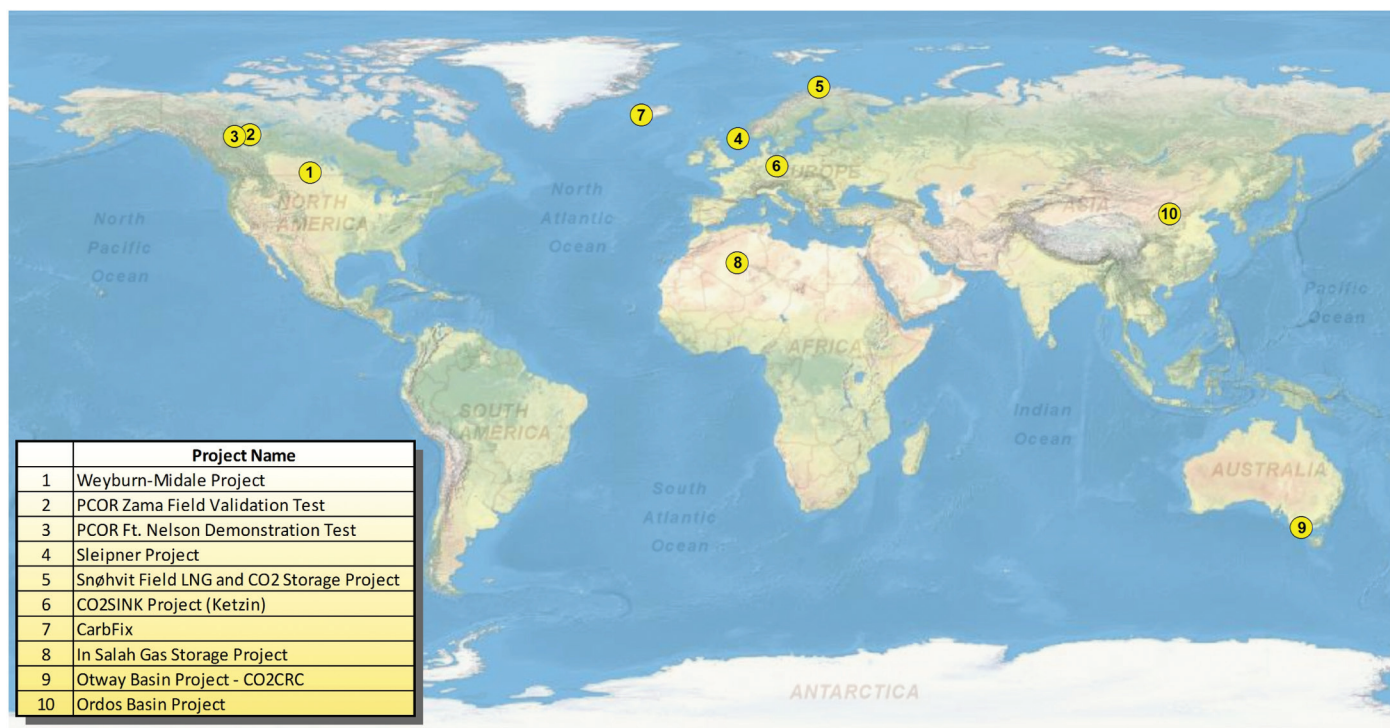 5
7
3 2
4
6
EUROPE
1
North
Atlantic
Ocean
NORTH
AMERICA
ASIA
10
North
Pacific
Ocean
8
Pacific
Ocean
AFRICA
SOUTH
AMERICA
Indian
Ocean
AUSTRALIA
South
Atlantic
Ocean
9
ANTARCTICA
Project Name
1 Weyburn-Midale Project
2 PCOR Zama Field Validation Test
3 PCOR Ft. Nelson Demonstration Test
4 Sleipner Project
5 Snøhvit Field LNG and CO2 Storage Project
6 CO2SINK Project (Ketzin)
7 CarbFix
8 In Salah Gas Storage Project
9 Otway Basin Project - CO2CRC
10 Ordos Basin Project